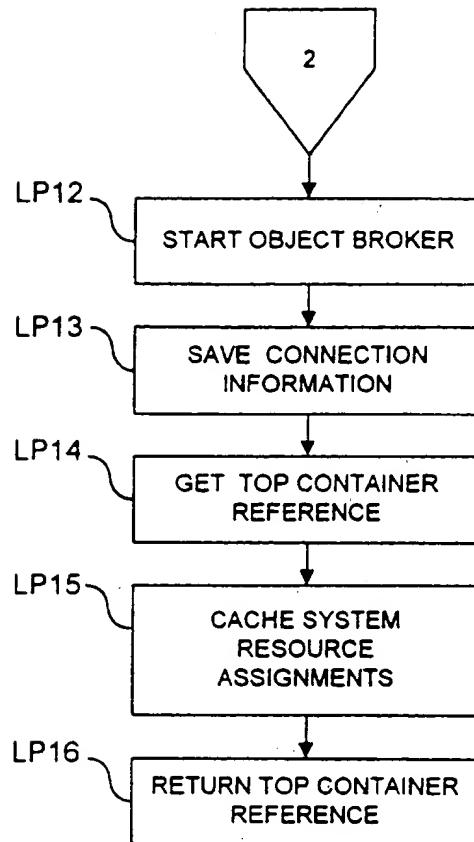 2
LP12
START OBJECT BROKER
LP13
SAVE CONNECTION
INFORMATION
LP14
GET TOP CONTAINER
REFERENCE
LP15
CACHE SYSTEM
RESOURCE
ASSIGNMENTS
LP16
RETURN TOP CONTAINER
REFERENCE